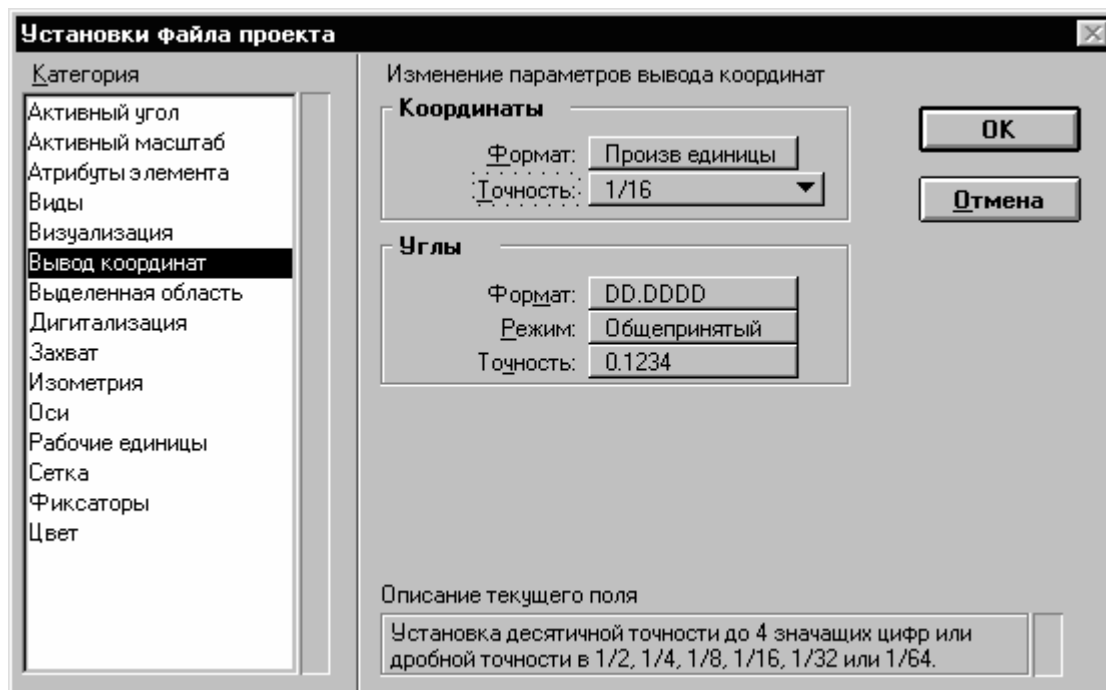 Установки файла проекта
Категория
Активный угол
Активный масштаб
Атрибуты элемента
Виды
Визуализация
Вывод координат
Выделенная область
Дигитализация
Захват
Изометрия
Оси
Рабочие единицы
Сетка
Фиксаторы
Цвет
Изменение параметров вывода координат
Координаты
Формат: Произв единицы
Точность: 1/16
Углы
Формат: DD.DDDD
Режим: Общепринятый
Точность: 0.1234
OK
Отмена
Описание текущего поля
Установка десятичной точности до 4 значащих цифр или
дробной точности в 1/2, 1/4, 1/8, 1/16, 1/32 или 1/64.